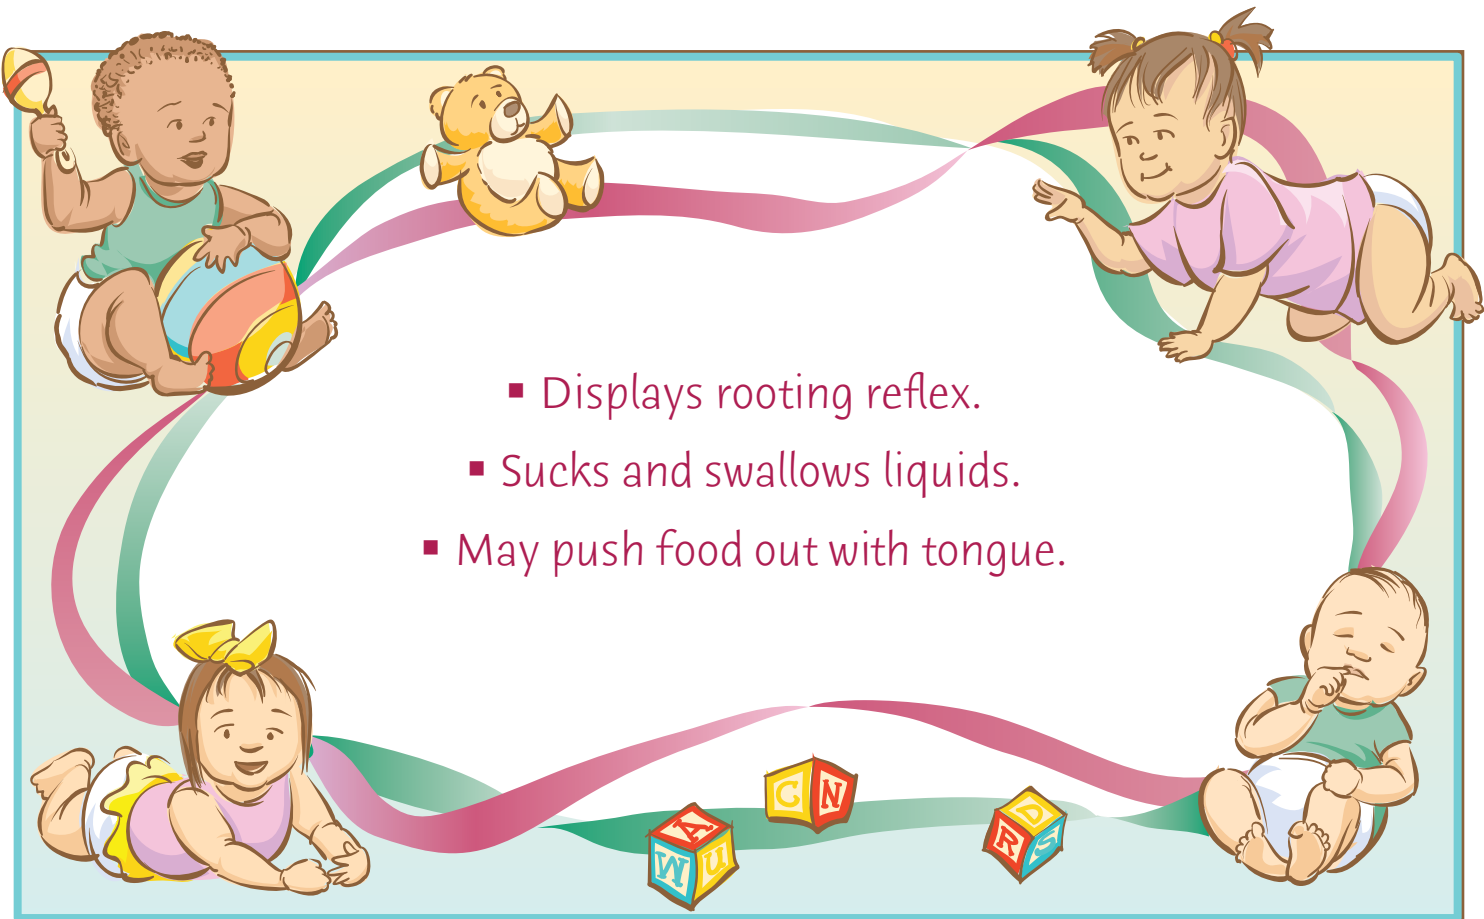 ▪ Displays rooting reflex.
▪ Sucks and swallows liquids.
▪ May push food out with tongue.
C N
A
W U
D
R S